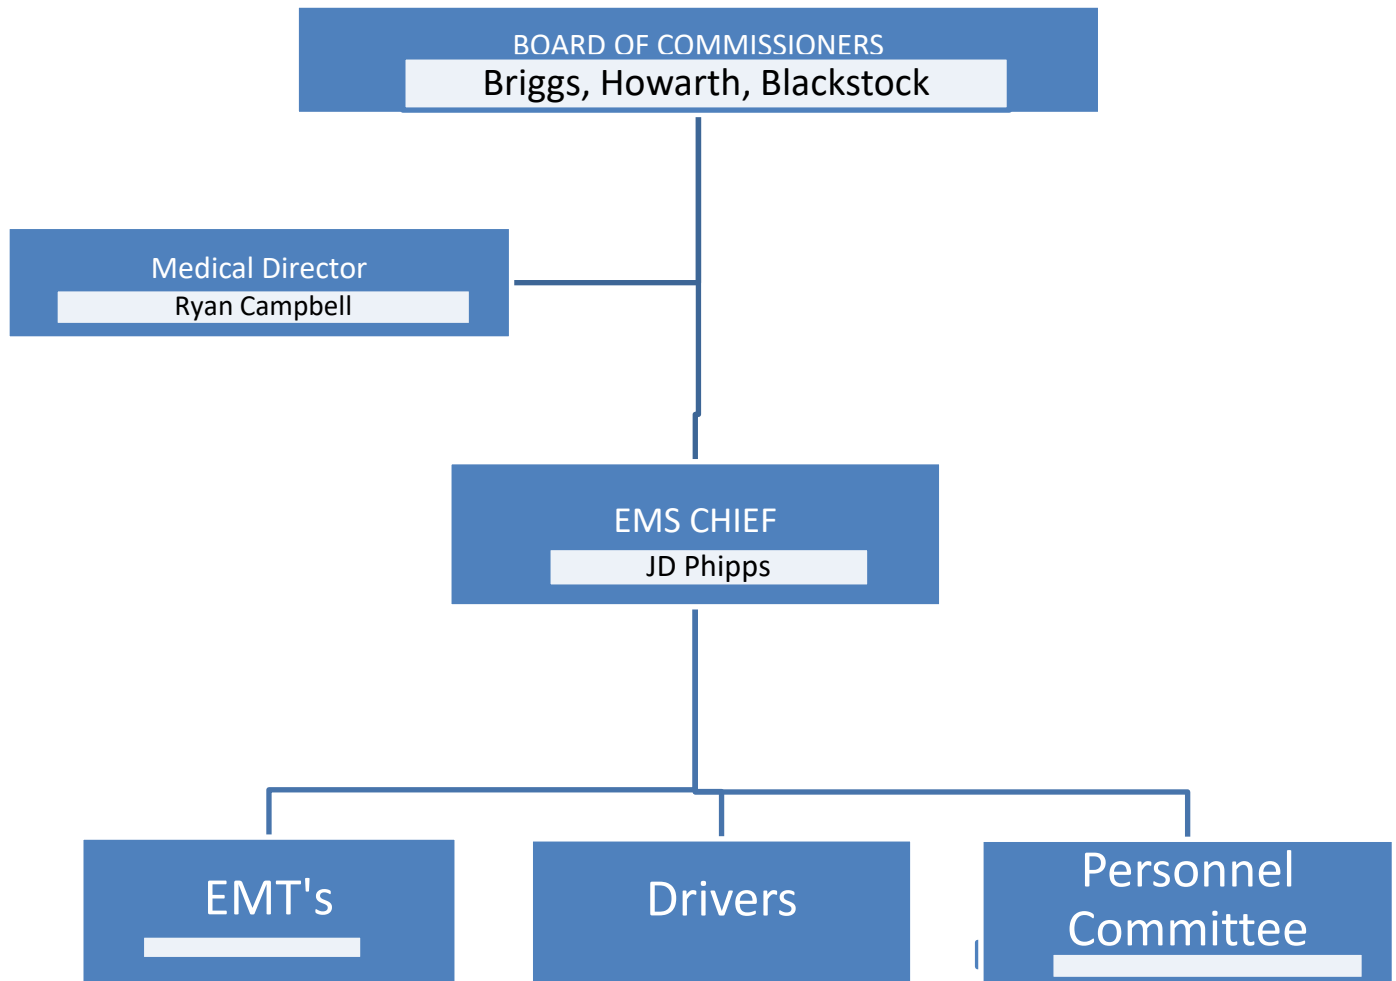 BOARD OF COMMISSIONERS
Briggs, Howarth, Blackstock
Medical Director
Ryan Campbell
EMS CHIEF
JD Phipps
EMT's
Drivers
Personnel
Committee